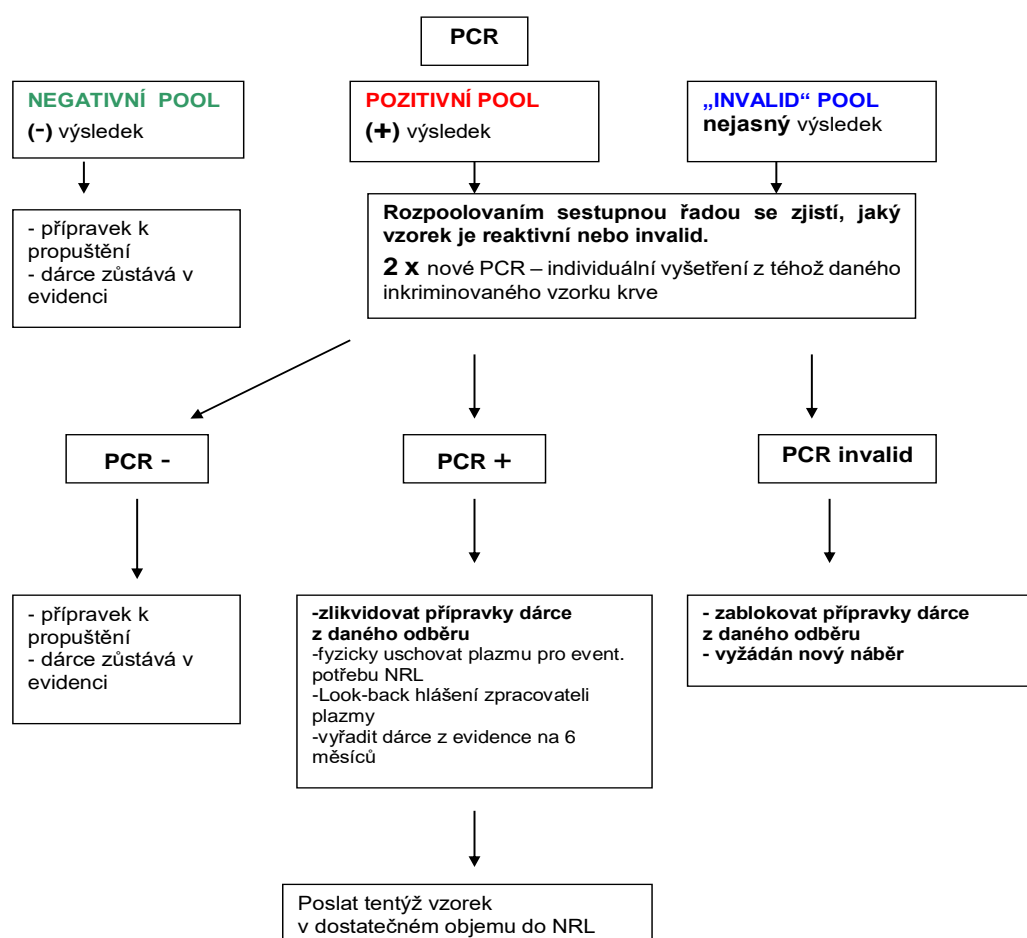 PCR
NEGATIVNÍ POOL
(-) výsledek
POZITIVNÍ POOL
(+) výsledek
„INVALID“ POOL
nejasný výsledek
- přípravek k
propuštění
- dárce zůstává v
evidenci
Rozpoolovaním sestupnou řadou se zjistí, jaký
vzorek je reaktivní nebo invalid.
2 x nové PCR – individuální vyšetření z téhož daného
inkriminovaného vzorku krve
PCR -
PCR +
PCR invalid
- přípravek k
propuštění
- dárce zůstává v
evidenci
-zlikvidovat přípravky dárce
z daného odběru
-fyzicky uschovat plazmu pro event.
potřebu NRL
-Look-back hlášení zpracovateli
plazmy
-vyřadit dárce z evidence na 6
měsíců
- zablokovat přípravky dárce
z daného odběru
- vyžádán nový náběr
Poslat tentýž vzorek
v dostatečném objemu do NRL